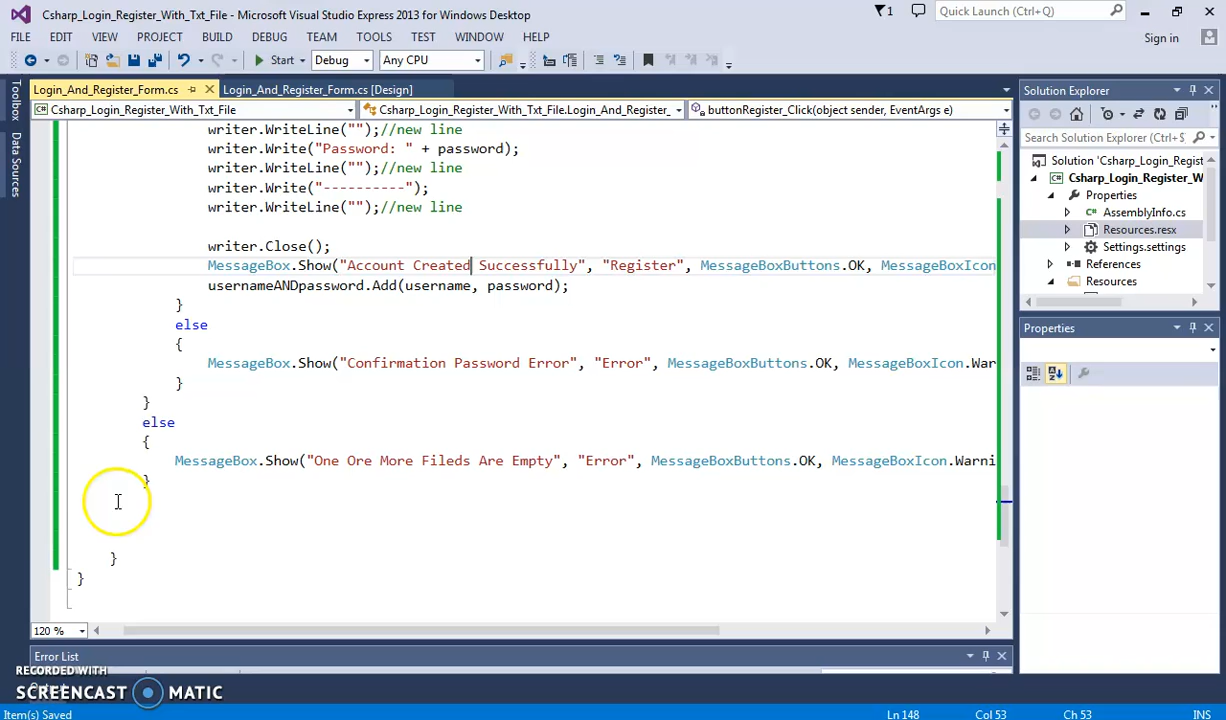 Csharp_Login_Register_With_Txt_File - Microsoft Visual Studio Express 2013 for Windows Desktop
1
Quick Launch (Ctrl+Q)
FILE EDIT VIEW PROJECT BUILD DEBUG TEAM TOOLS TEST WINDOW HELP
Sign in
Start Debug Any CPU
Toolbox
Data Sources
Login_And_Register_Form.cs
Login_And_Register_Form.cs [Design]
Csharp_Login_Register_With_Txt_File
Csharp_Login_Register_With_Txt_File.Login_And_Register_
buttonRegister_Click(object sender, EventArgs e)
writer.WriteLine("");//new line
writer.Write("Password: " + password);
writer.WriteLine("");//new line
writer.Write("----------");
writer.WriteLine("");//new line
writer.Close();
MessageBox.Show("Account Created Successfully", "Register", MessageBoxButtons.OK, MessageBoxIcon
usernameANDpassword.Add(username, password);
}
else
{
MessageBox.Show("Confirmation Password Error", "Error", MessageBoxButtons.OK, MessageBoxIcon.War
}
}
else
{
MessageBox.Show("One Ore More Fileds Are Empty", "Error", MessageBoxButtons.OK, MessageBoxIcon.Warni
}
}
}
120 %
Error List
Solution Explorer
Search Solution Explorer (Ctrl+
Solution 'Csharp_Login_Regist
Csharp_Login_Register_W
Properties
AssemblyInfo.cs
Resources.resx
Settings.settings
References
Resources
Properties
RECORDED WITH
SCREENCAST MATIC
Item(s) Saved
Ln 148 Col 53 Ch 53 INS